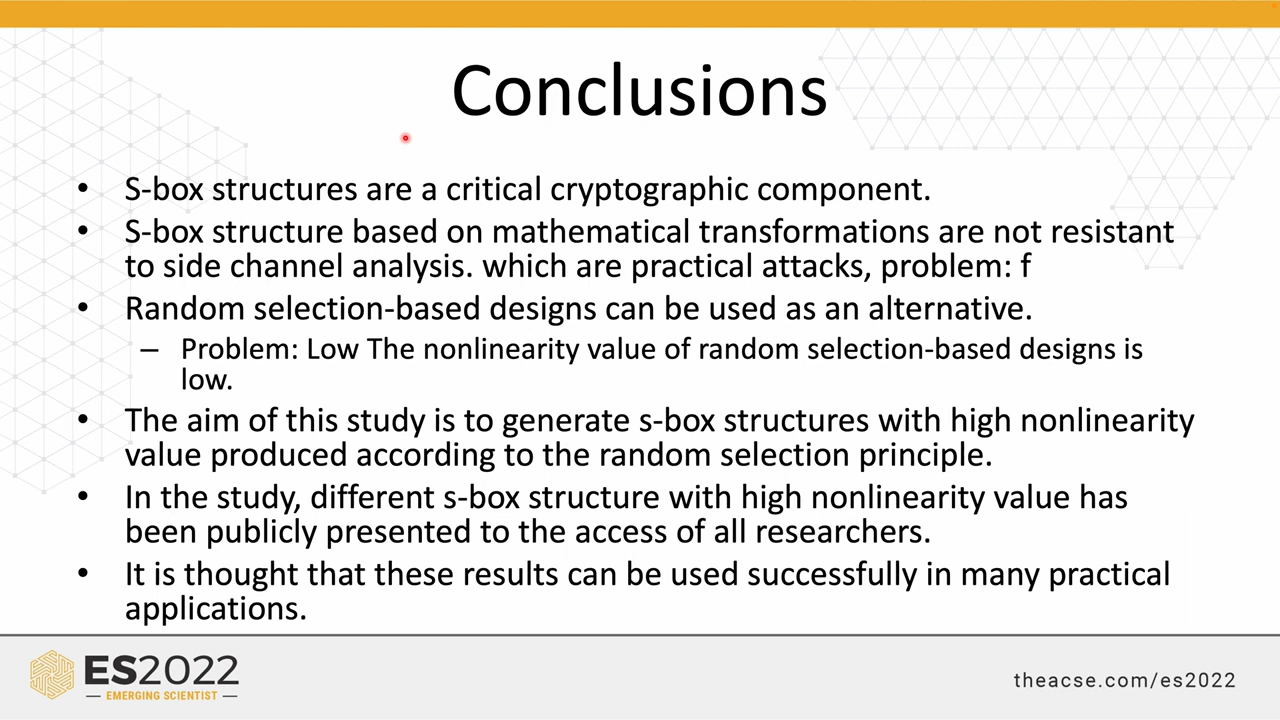 Conclusions
• S-box structures are a critical cryptographic component.
• S-box structure based on mathematical transformations are not resistant
to side channel analysis. which are practical attacks, problem: f
• Random selection-based designs can be used as an alternative.
– Problem: Low The nonlinearity value of random selection-based designs is
low.
• The aim of this study is to generate s-box structures with high nonlinearity
value produced according to the random selection principle.
• In the study, different s-box structure with high nonlinearity value has
been publicly presented to the access of all researchers.
• It is thought that these results can be used successfully in many practical
applications.
ES2022
EMERGING SCIENTIST
theacse.com/es2022